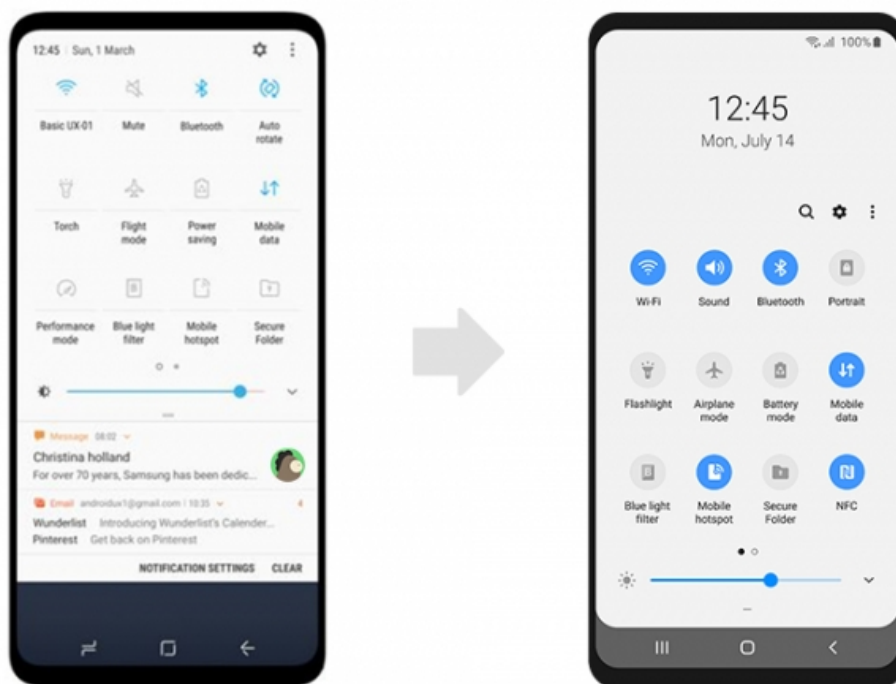 12:45 | Sun, 1 March
Basic UX-01 Mute Bluetooth Auto
rotate
Torch Flight Power Mobile
mode saving data
Performance Blue light Mobile Secure
mode filter hotspot Folder
Message 08:02
Christina holland
For over 70 years, Samsung has been dedic...
Email androidux1@gmail.com | 10:35
Wunderlist Introducing Wunderlist's Calender...
Pinterest Get back on Pinterest
NOTIFICATION SETTINGS CLEAR
100%
12:45
Mon, July 14
Wi-Fi Sound Bluetooth Portrait
Flashlight Airplane Battery Mobile
mode mode data
B
Blue light Mobile Secure NFC
filter hotspot Folder